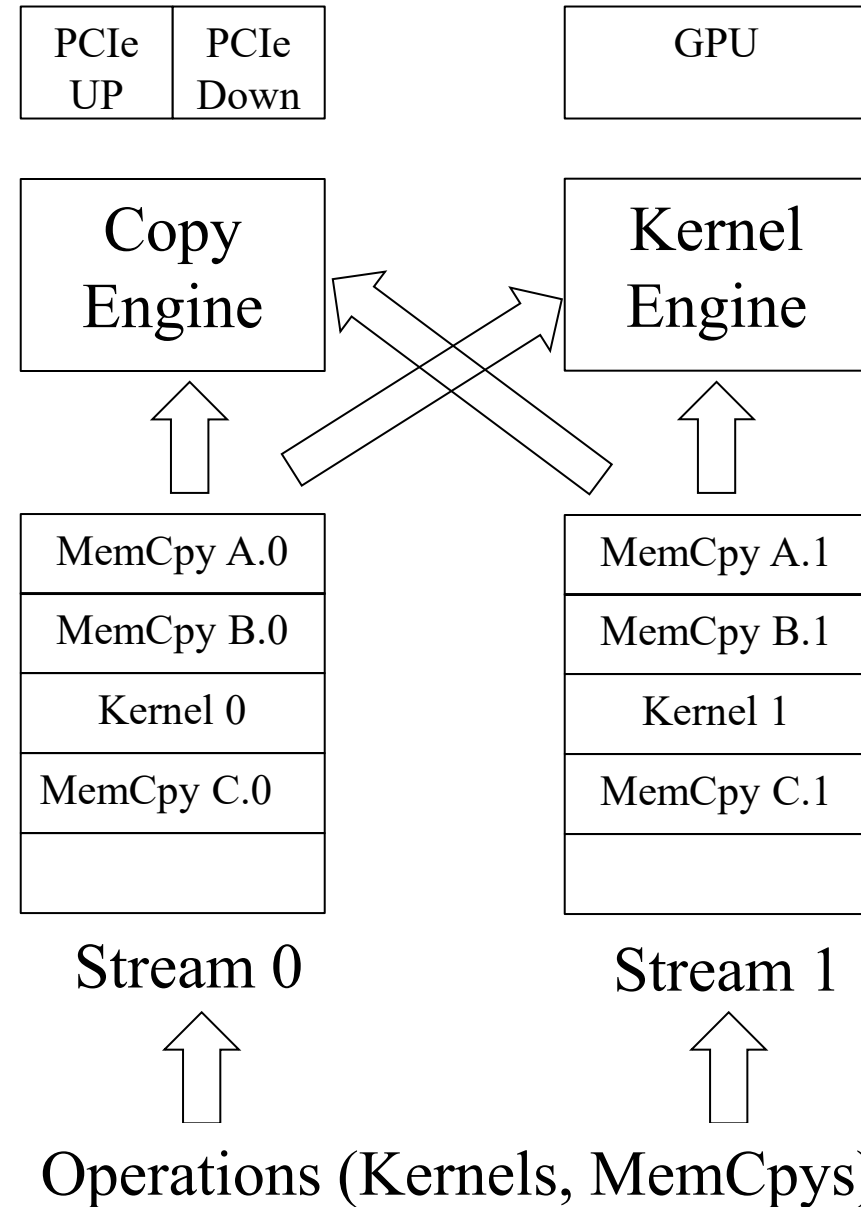 PCIe
UP
PCIe
Down
GPU
Copy
Engine
Kernel
Engine
MemCpy A.0
MemCpy B.0
Kernel 0
MemCpy C.0
MemCpy A.1
MemCpy B.1
Kernel 1
MemCpy C.1
Stream 0
Stream 1
Operations (Kernels, MemCpys)